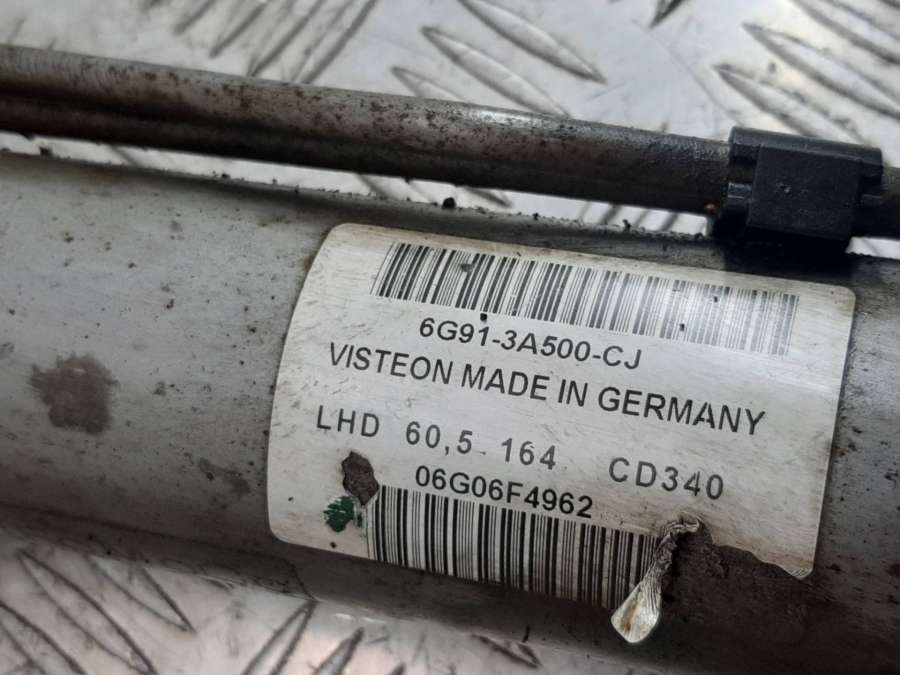 6G91-3A500-CJ
VISTEON MADE IN GERMANY
LHD 60,5 164 CD340
06G06F4962